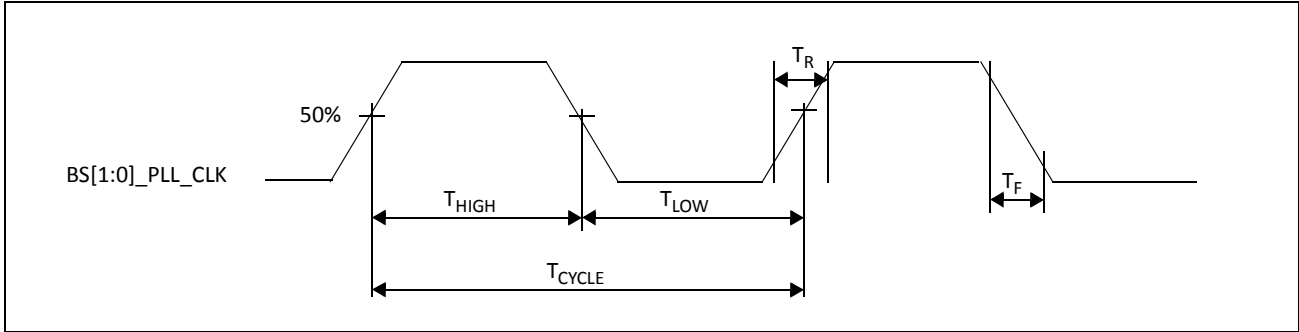 T_R
50%
BS[1:0]_PLL_CLK
T_F
T_HIGH
T_LOW
T_CYCLE